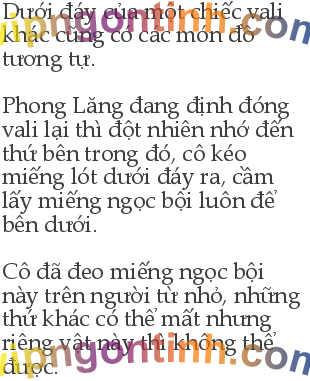 Dưới đáy của một chiếc vali
khác cũng có các món đồ
tương tự.
Phong Lăng đang định đóng
vali lại thì đột nhiên nhớ đến
thứ bên trong đó, cô kéo
miếng lót dưới đáy ra, cầm
lấy miếng ngọc bội luôn để
bên dưới.
Cô đã đeo miếng ngọc bội
này trên người từ nhỏ, những
thứ khác có thể mất nhưng
riêng vật này thì không thể
được.
vipngontinh.com
vipngontinh.com